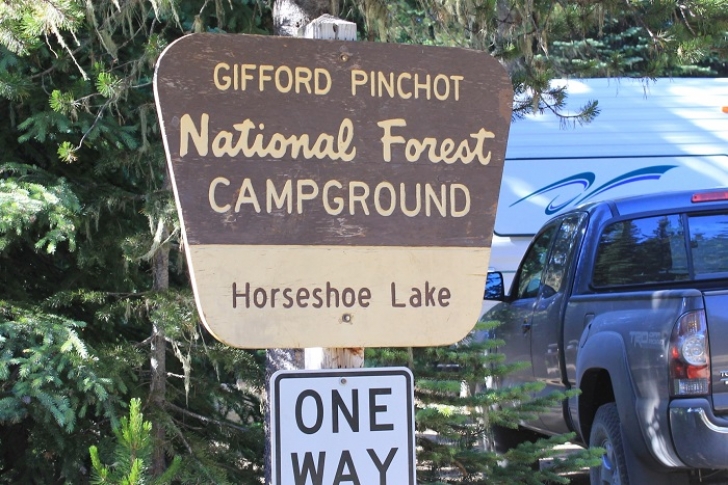 GIFFORD PINCHOT
National Forest
CAMPGROUND
Horseshoe Lake
ONE
WAY